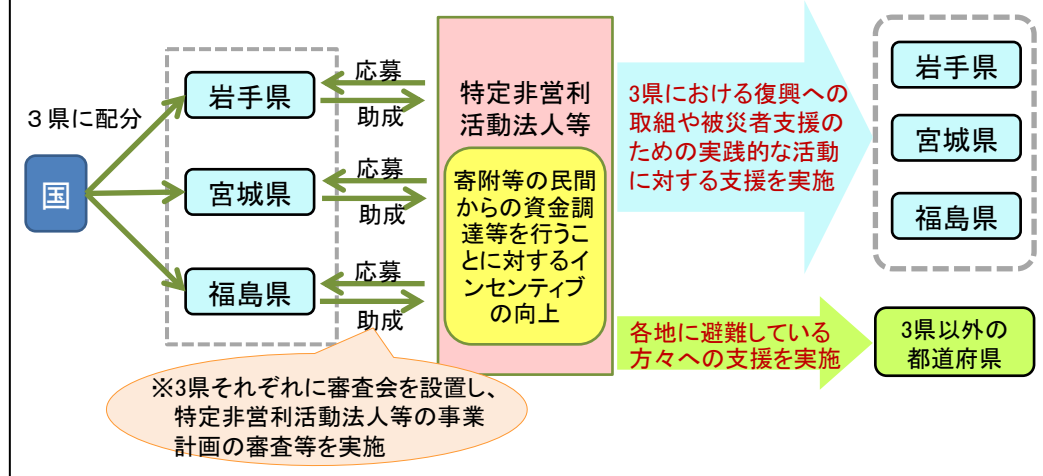 ３県に配分
国
岩手県
宮城県
福島県
応募
助成
応募
助成
応募
助成
※3県それぞれに審査会を設置し、
特定非営利活動法人等の事業
計画の審査等を実施
特定非営利
活動法人等
寄附等の民間
からの資金調
達等を行うこ
とに対するイ
ンセンティブ
の向上
3県における復興への
取組や被災者支援の
ための実践的な活動
に対する支援を実施
各地に避難している
方々への支援を実施
岩手県
宮城県
福島県
3県以外の
都道府県